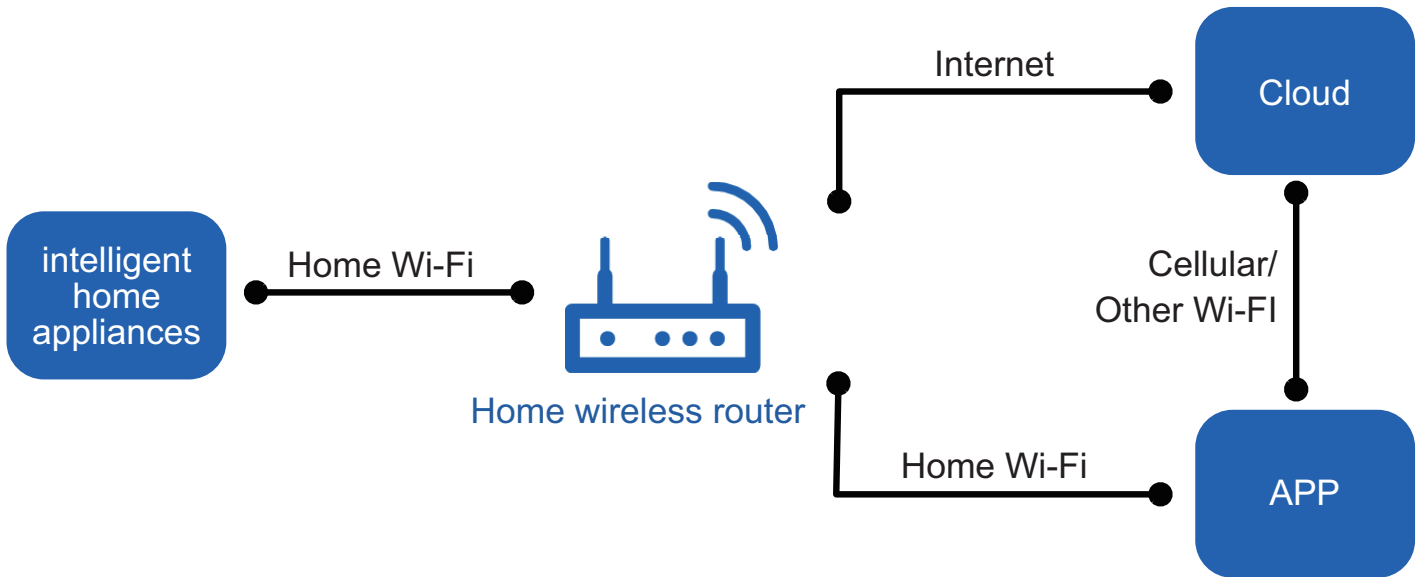 Internet
Cloud
intelligent
home
appliances
Home Wi-Fi
Cellular/
Other Wi-FI
Home wireless router
Home Wi-Fi
APP